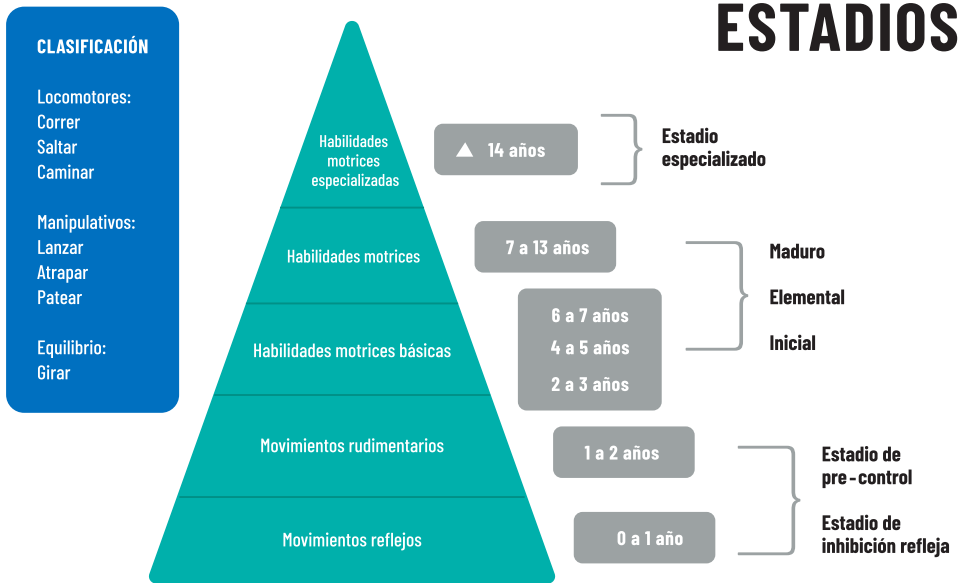 ESTADIOS
CLASIFICACIÓN
Locomotores:
Correr
Saltar
Caminar
Manipulativos:
Lanzar
Atrapar
Patear
Equilibrio:
Girar
Habilidades
motrices
especializadas
14 años
Estadio
especializado
Habilidades motrices
7 a 13 años
Maduro
Elemental
Inicial
Habilidades motrices básicas
6 a 7 años
4 a 5 años
2 a 3 años
Movimientos rudimentarios
1 a 2 años
Estadio de
pre-control
Movimientos reflejos
0 a 1 año
Estadio de
inhibición refleja